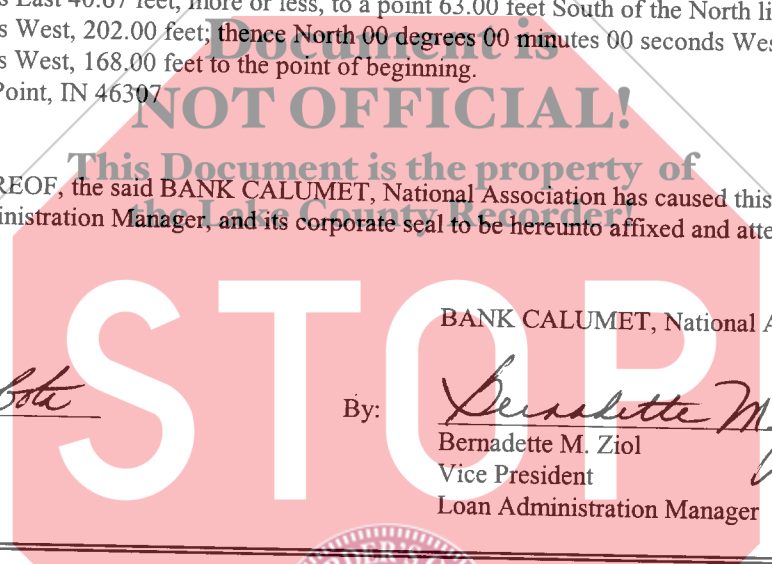 s East 40.67 feet, more or less, to a point 63.00 feet South of the North li
s West, 202.00 feet; thence North 00 degrees 00 minutes 00 seconds Wes
s West, 168.00 feet to the point of beginning.
Point, IN 46307
Document is
NOT OFFICIAL!
This Document is the property of
the Lake County Recorder!
REOF, the said BANK CALUMET, National Association has caused this
inistration Manager, and its corporate seal to be hereunto affixed and atte
STOP
BANK CALUMET, National A
By: Bernadette M.
Bernadette M. Ziol
Vice President
Loan Administration Manager